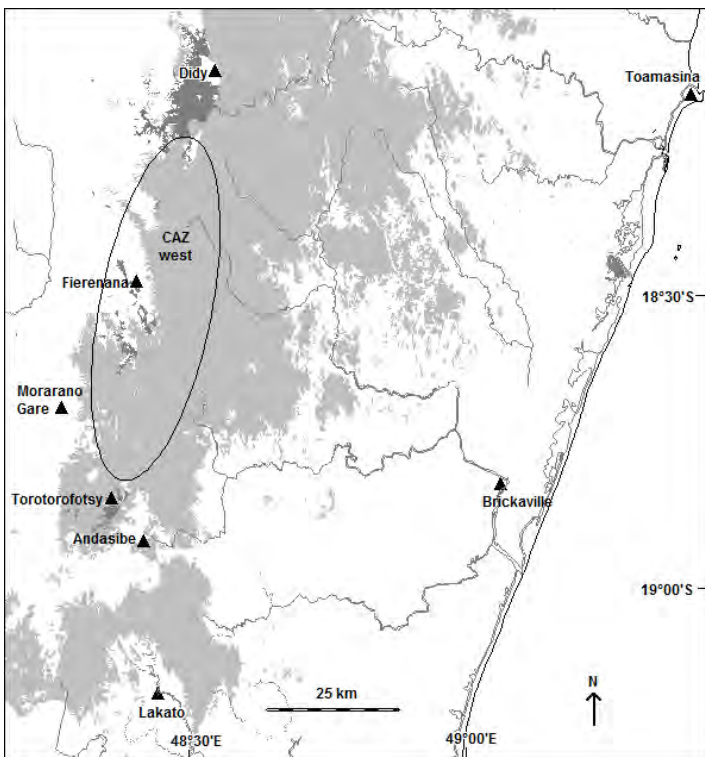 Didy
Toamasina
CAZ
west
Fierenana
18°30'S
Morarano
Gare
Torotorofotsy
Brickaville
Andasibe
19°00'S
25 km
N
Lakato
48°30'E
49°00'E